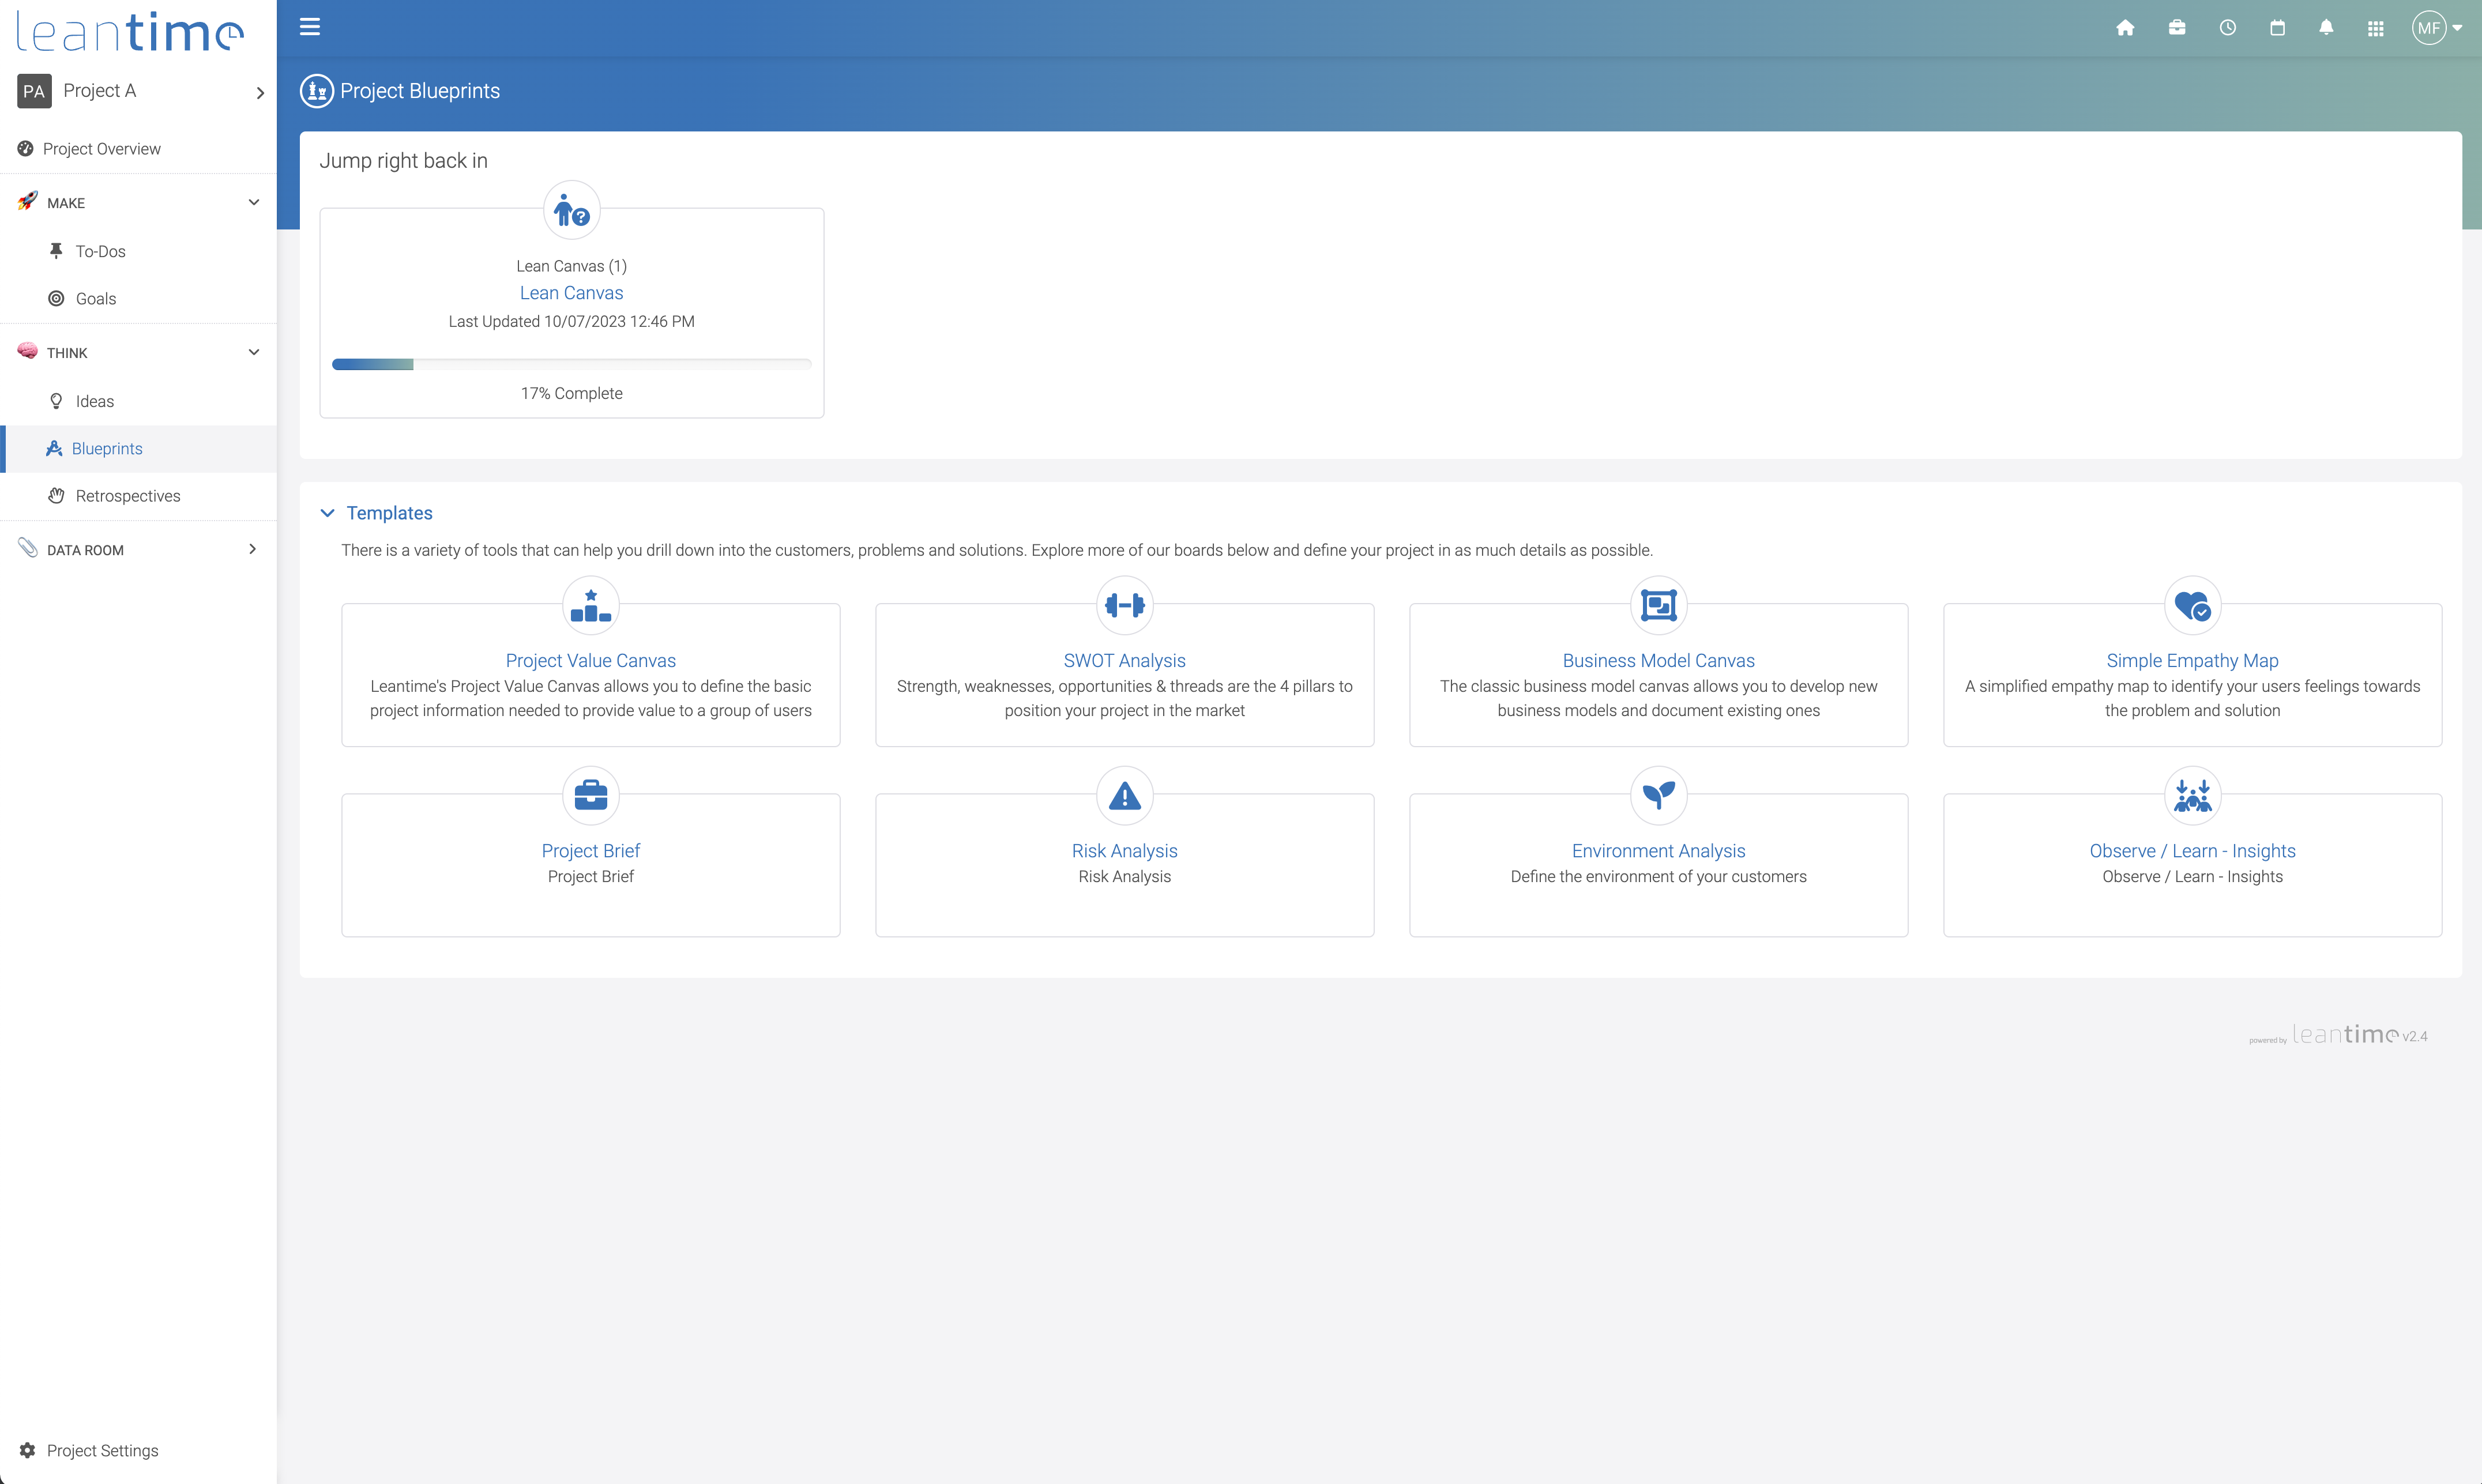 leantime
PA Project A
Project Overview
MAKE
To-Dos
Goals
THINK
Ideas
Blueprints
Retrospectives
DATA ROOM
Project Settings
MF
Project Blueprints
Jump right back in
Lean Canvas (1)
Lean Canvas
Last Updated 10/07/2023 12:46 PM
17% Complete
Templates
There is a variety of tools that can help you drill down into the customers, problems and solutions. Explore more of our boards below and define your project in as much details as possible.
Project Value Canvas
Leantime's Project Value Canvas allows you to define the basic
project information needed to provide value to a group of users
SWOT Analysis
Strength, weaknesses, opportunities & threads are the 4 pillars to
position your project in the market
Business Model Canvas
The classic business model canvas allows you to develop new
business models and document existing ones
Simple Empathy Map
A simplified empathy map to identify your users feelings towards
the problem and solution
Project Brief
Project Brief
Risk Analysis
Risk Analysis
Environment Analysis
Define the environment of your customers
Observe / Learn - Insights
Observe / Learn - Insights
powered by leantime v2.4